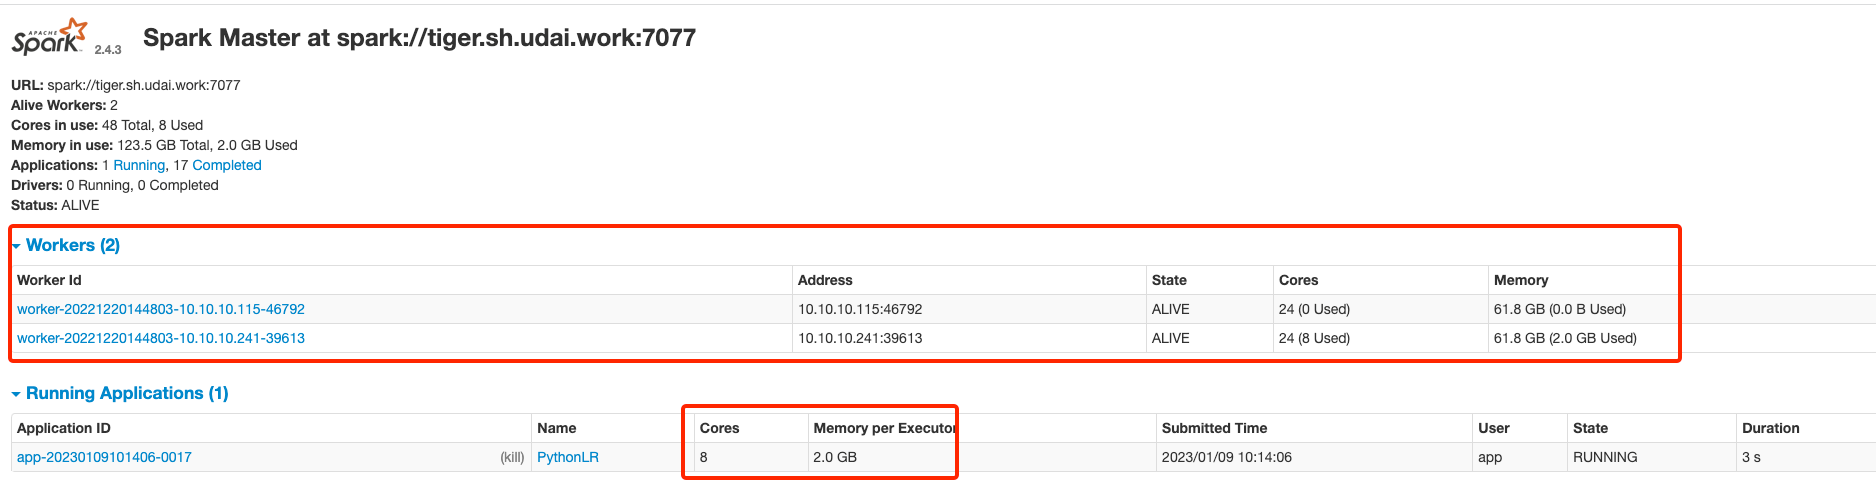 APACHE
Spark 2.4.3 Spark Master at spark://tiger.sh.udai.work:7077
URL: spark://tiger.sh.udai.work:7077
Alive Workers: 2
Cores in use: 48 Total, 8 Used
Memory in use: 123.5 GB Total, 2.0 GB Used
Applications: 1 Running, 17 Completed
Drivers: 0 Running, 0 Completed
Status: ALIVE
Workers (2)
Worker Id Address State Cores Memory
worker-20221220144803-10.10.10.115-46792 10.10.10.115:46792 ALIVE 24 (0 Used) 61.8 GB (0.0 B Used)
worker-20221220144803-10.10.10.241-39613 10.10.10.241:39613 ALIVE 24 (8 Used) 61.8 GB (2.0 GB Used)
Running Applications (1)
Application ID Name Cores Memory per Executor Submitted Time User State Duration
app-20230109101406-0017 (kill) PythonLR 8 2.0 GB 2023/01/09 10:14:06 app RUNNING 3 s